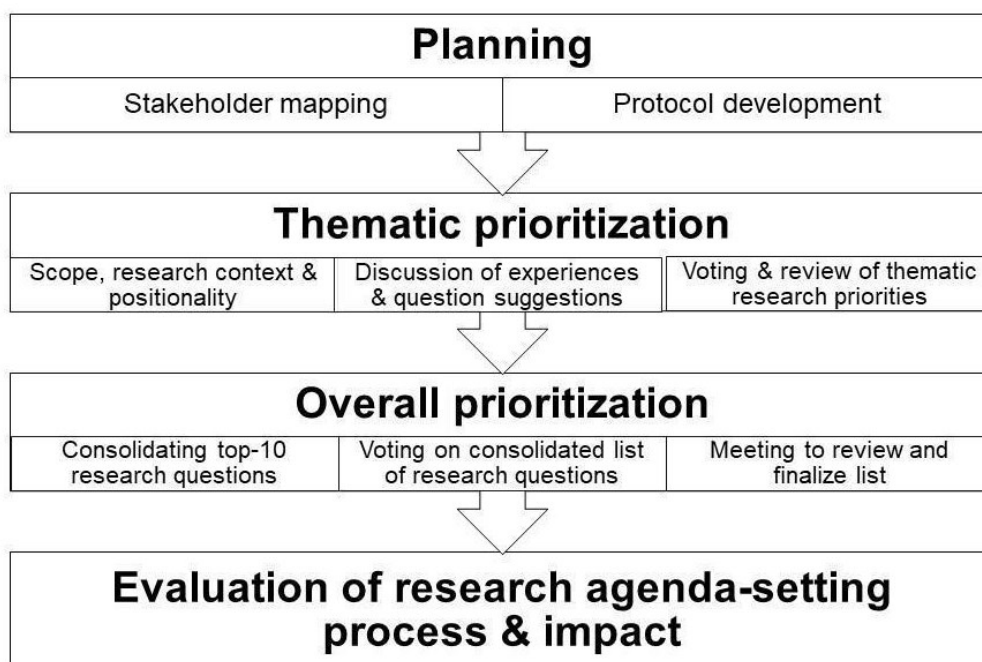 Planning
Stakeholder mapping
Protocol development
Thematic prioritization
Scope, research context &
positionality
Discussion of experiences
& question suggestions
Voting & review of thematic
research priorities
Overall prioritization
Consolidating top-10
research questions
Voting on consolidated list
of research questions
Meeting to review and
finalize list
Evaluation of research agenda-setting
process & impact